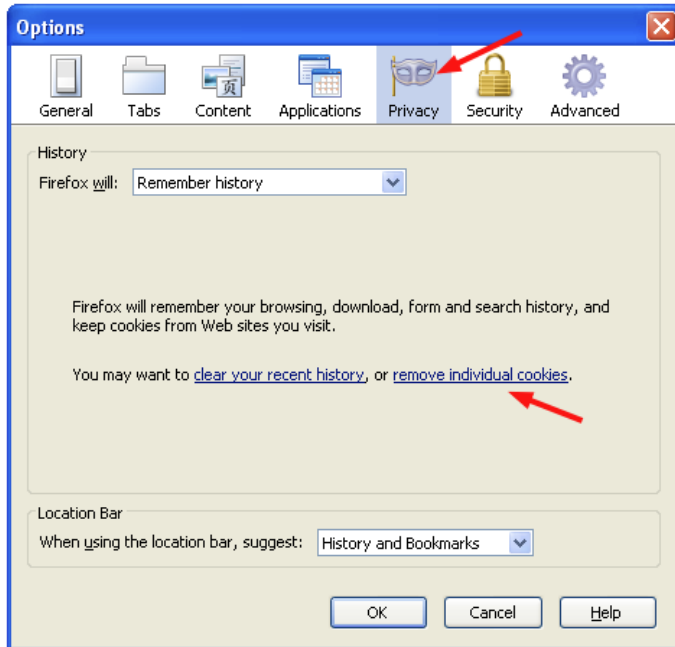 Options
General Tabs Content Applications Privacy Security Advanced
页
History
Firefox will: Remember history
Firefox will remember your browsing, download, form and search history, and
keep cookies from Web sites you visit.
You may want to clear your recent history, or remove individual cookies.
Location Bar
When using the location bar, suggest: History and Bookmarks
OK Cancel Help